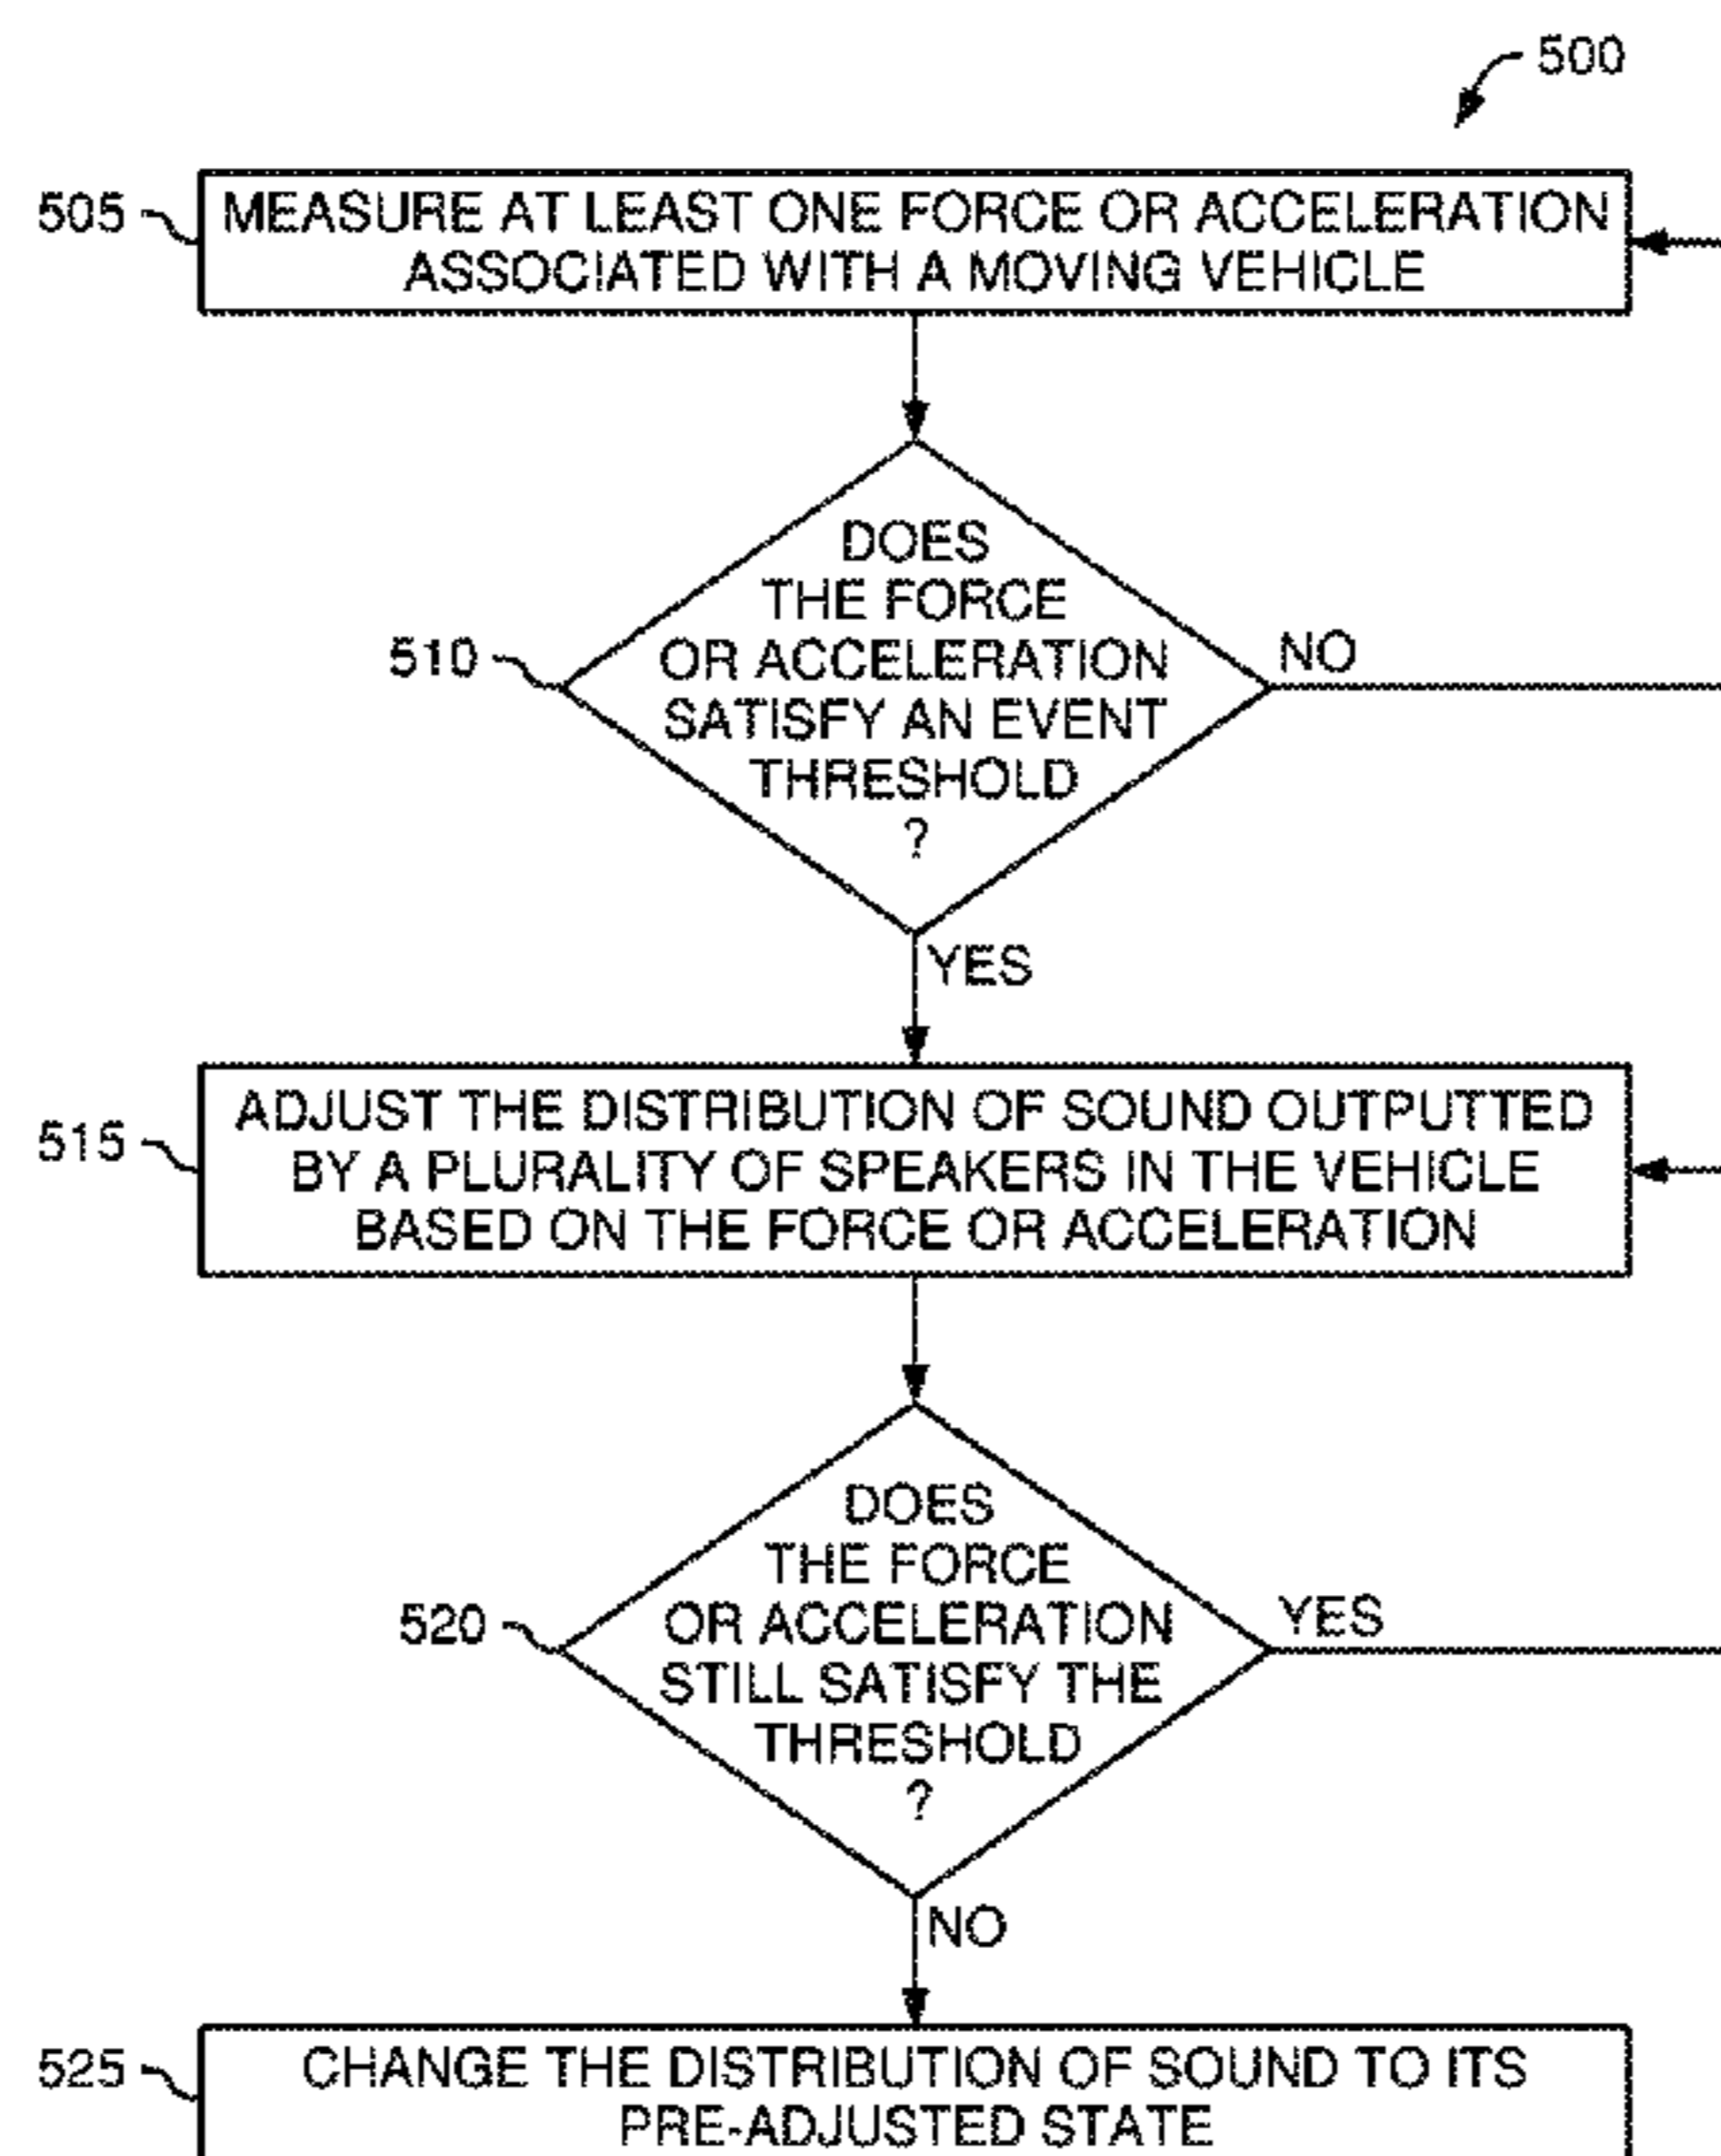 500
505
MEASURE AT LEAST ONE FORCE OR ACCELERATION
ASSOCIATED WITH A MOVING VEHICLE
510
DOES
THE FORCE
OR ACCELERATION
SATISFY AN EVENT
THRESHOLD
?
NO
YES
515
ADJUST THE DISTRIBUTION OF SOUND OUTPUTTED
BY A PLURALITY OF SPEAKERS IN THE VEHICLE
BASED ON THE FORCE OR ACCELERATION
520
DOES
THE FORCE
OR ACCELERATION
STILL SATISFY THE
THRESHOLD
?
YES
NO
525
CHANGE THE DISTRIBUTION OF SOUND TO ITS
PRE-ADJUSTED STATE